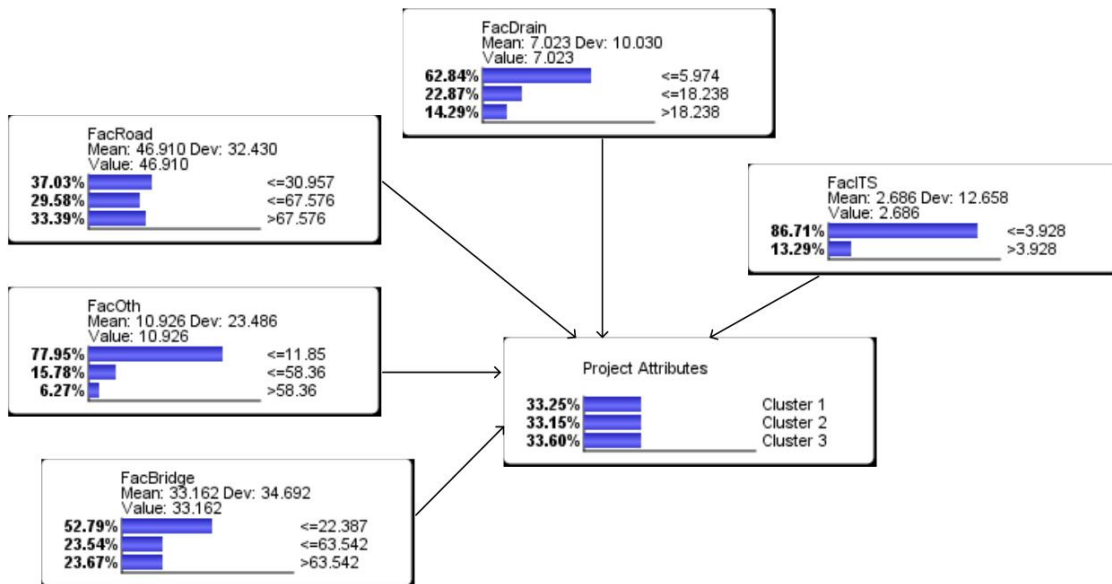 FacDrain
Mean: 7.023 Dev: 10.030
Value: 7.023
62.84% <=5.974
22.87% <=18.238
14.29% >18.238
FacRoad
Mean: 46.910 Dev: 32.430
Value: 46.910
37.03% <=30.957
29.58% <=67.576
33.39% >67.576
FacITS
Mean: 2.686 Dev: 12.658
Value: 2.686
86.71% <=3.928
13.29% >3.928
FacOth
Mean: 10.926 Dev: 23.486
Value: 10.926
77.95% <=11.85
15.78% <=58.36
6.27% >58.36
Project Attributes
33.25% Cluster 1
33.15% Cluster 2
33.60% Cluster 3
FacBridge
Mean: 33.162 Dev: 34.692
Value: 33.162
52.79% <=22.387
23.54% <=63.542
23.67% >63.542